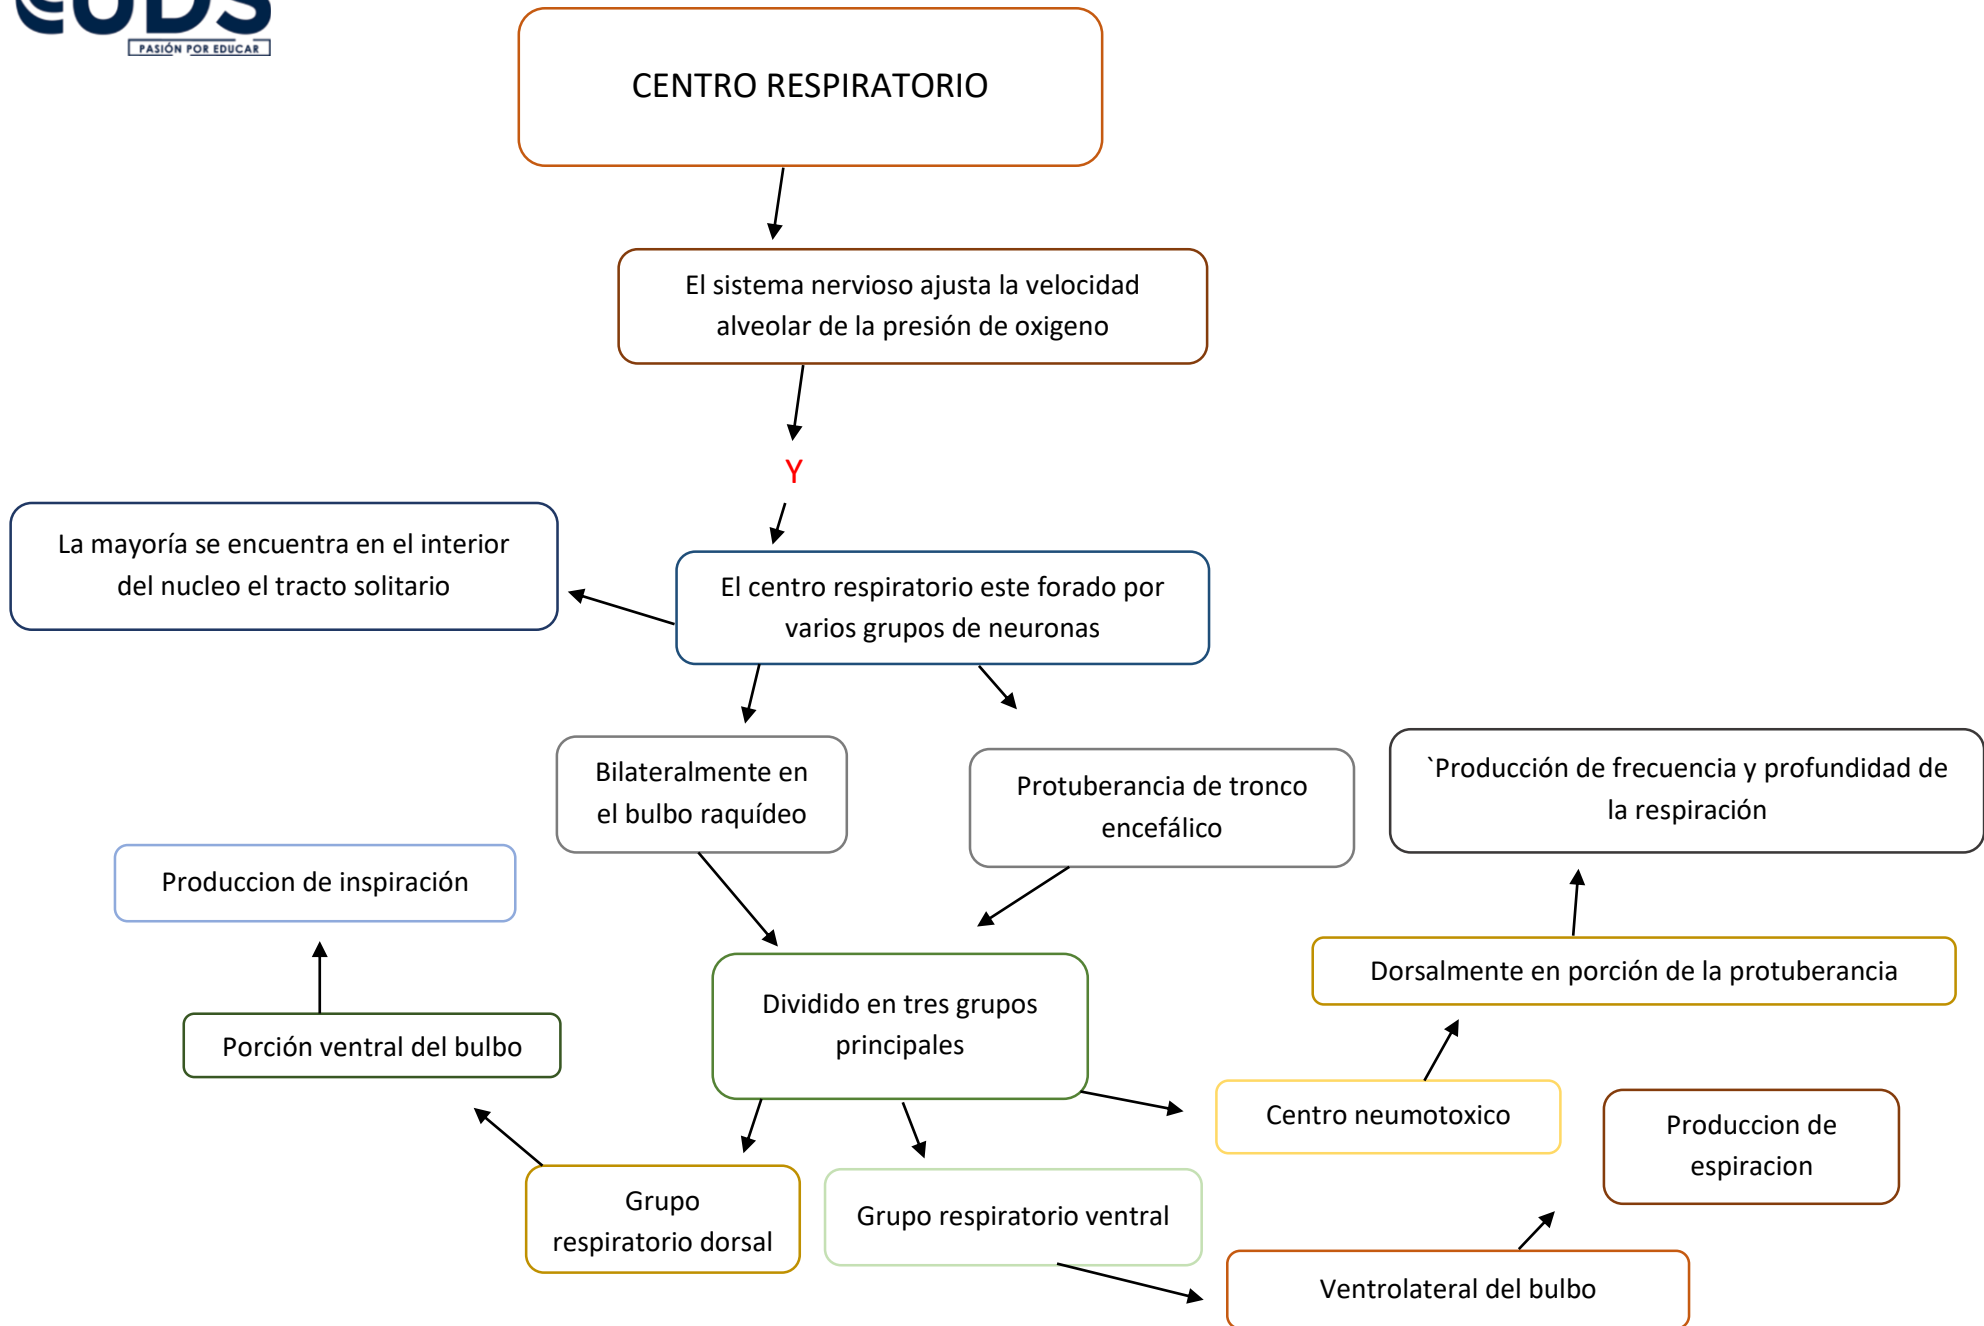 PASIÓN POR EDUCAR
CENTRO RESPIRATORIO
El sistema nervioso ajusta la velocidad
alveolar de la presión de oxigeno
Y
La mayoría se encuentra en el interior
del nucleo el tracto solitario
El centro respiratorio este forado por
varios grupos de neuronas
Bilateralmente en
el bulbo raquídeo
Protuberancia de tronco
encefálico
`Producción de frecuencia y profundidad de
la respiración
Produccion de inspiración
Dividido en tres grupos
principales
Dorsalmente en porción de la protuberancia
Porción ventral del bulbo
Centro neumotoxico
Produccion de
espiracion
Grupo
respiratorio dorsal
Grupo respiratorio ventral
Ventrolateral del bulbo